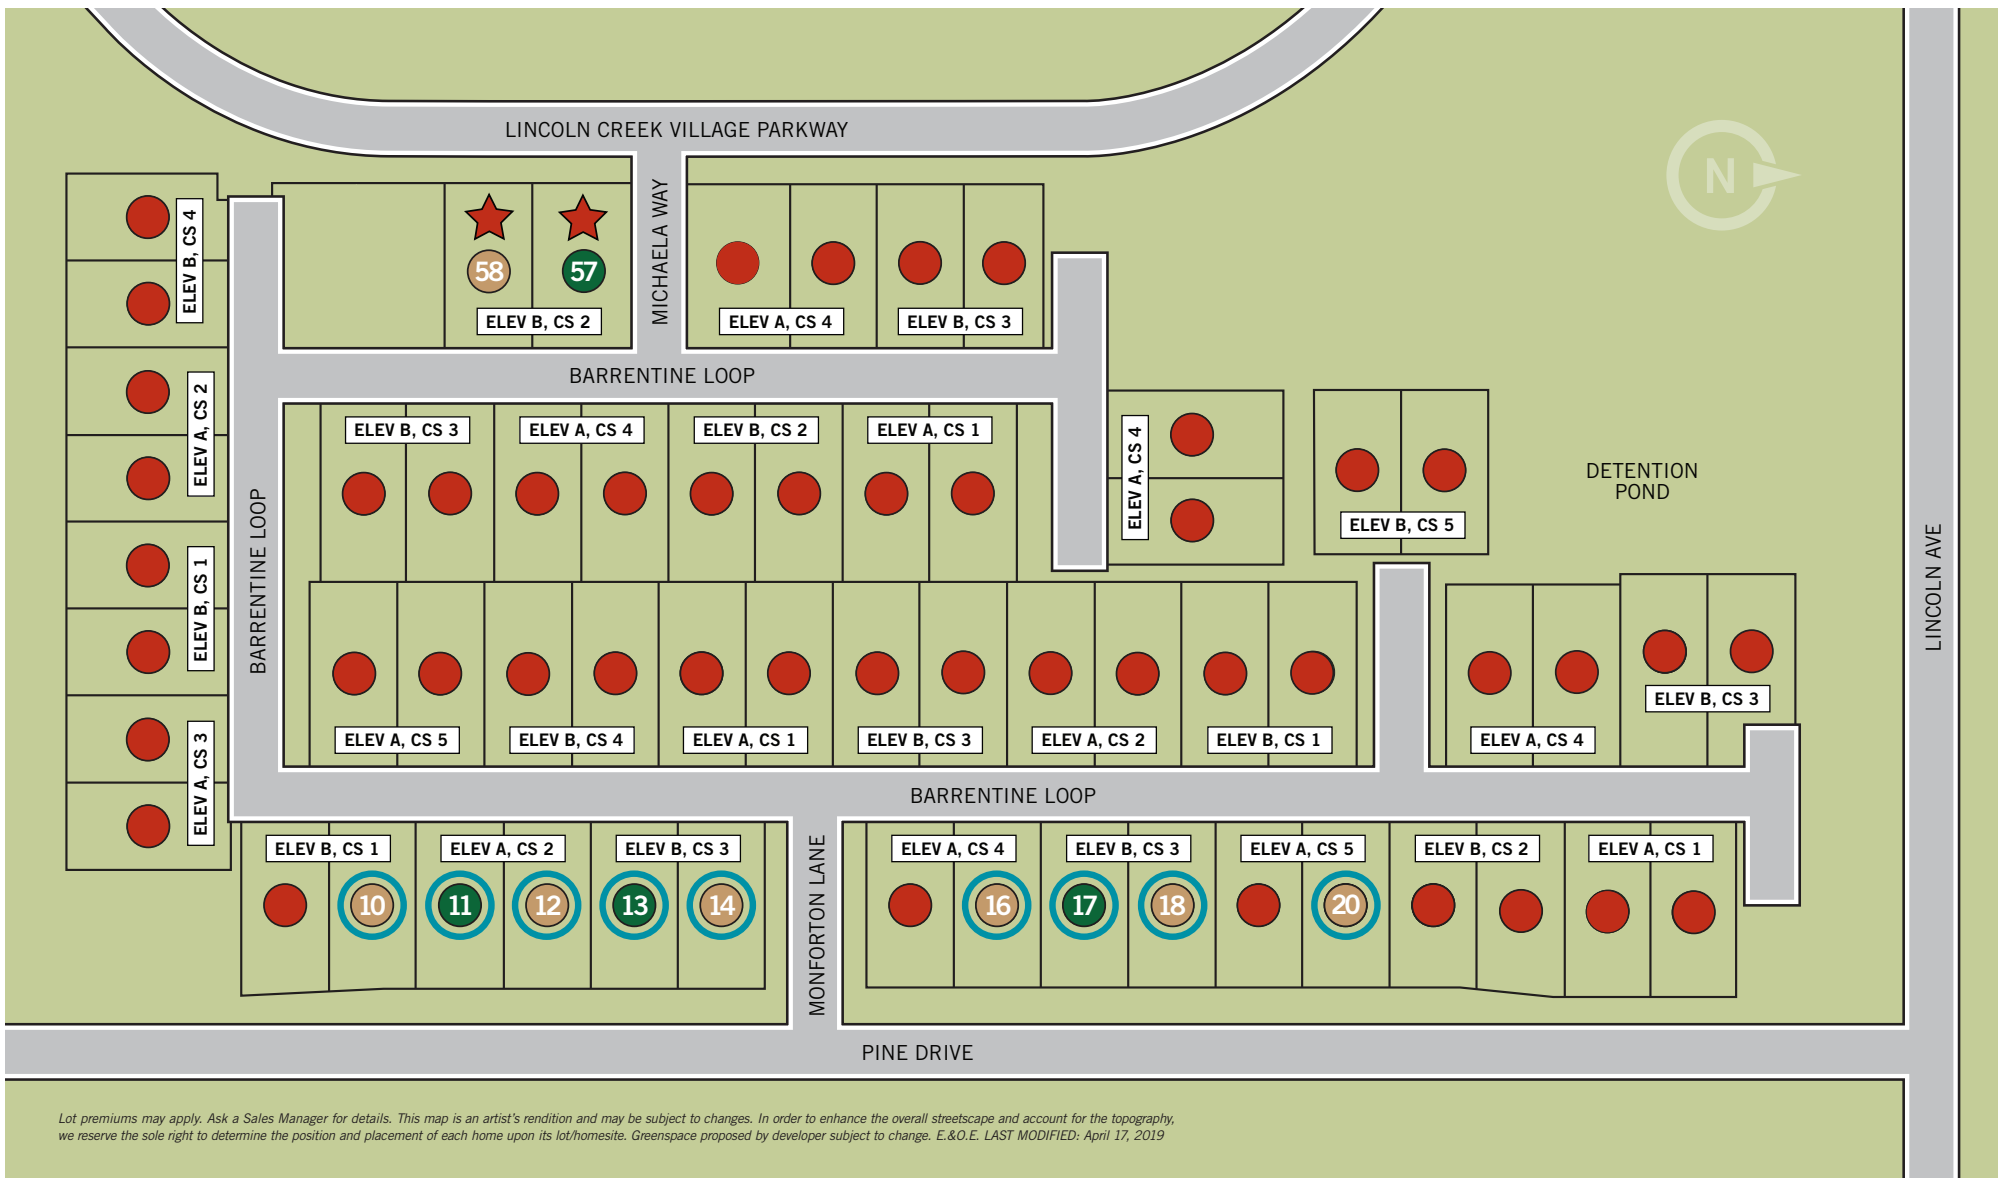 LINCOLN CREEK VILLAGE PARKWAY
N
ELEV B, CS 4
58
57
ELEV B, CS 2
MICHAELA WAY
ELEV A, CS 4
ELEV B, CS 3
BARRENTINE LOOP
ELEV A, CS 2
ELEV B, CS 3
ELEV A, CS 4
ELEV B, CS 2
ELEV A, CS 1
ELEV A, CS 4
ELEV B, CS 5
DETENTION
POND
LINCOLN AVE
BARRENTINE LOOP
ELEV B, CS 1
ELEV A, CS 3
ELEV A, CS 5
ELEV B, CS 4
ELEV A, CS 1
ELEV B, CS 3
ELEV A, CS 2
ELEV B, CS 1
ELEV A, CS 4
ELEV B, CS 3
BARRENTINE LOOP
ELEV B, CS 1
ELEV A, CS 2
ELEV B, CS 3
MONFORTON LANE
ELEV A, CS 4
ELEV B, CS 3
ELEV A, CS 5
ELEV B, CS 2
ELEV A, CS 1
10
11
12
13
14
16
17
18
20
PINE DRIVE
Lot premiums may apply. Ask a Sales Manager for details. This map is an artist's rendition and may be subject to changes. In order to enhance the overall streetscape and account for the topography,
we reserve the sole right to determine the position and placement of each home upon its lot/homesite. Greenspace proposed by developer subject to change. E.&O.E. LAST MODIFIED: April 17, 2019